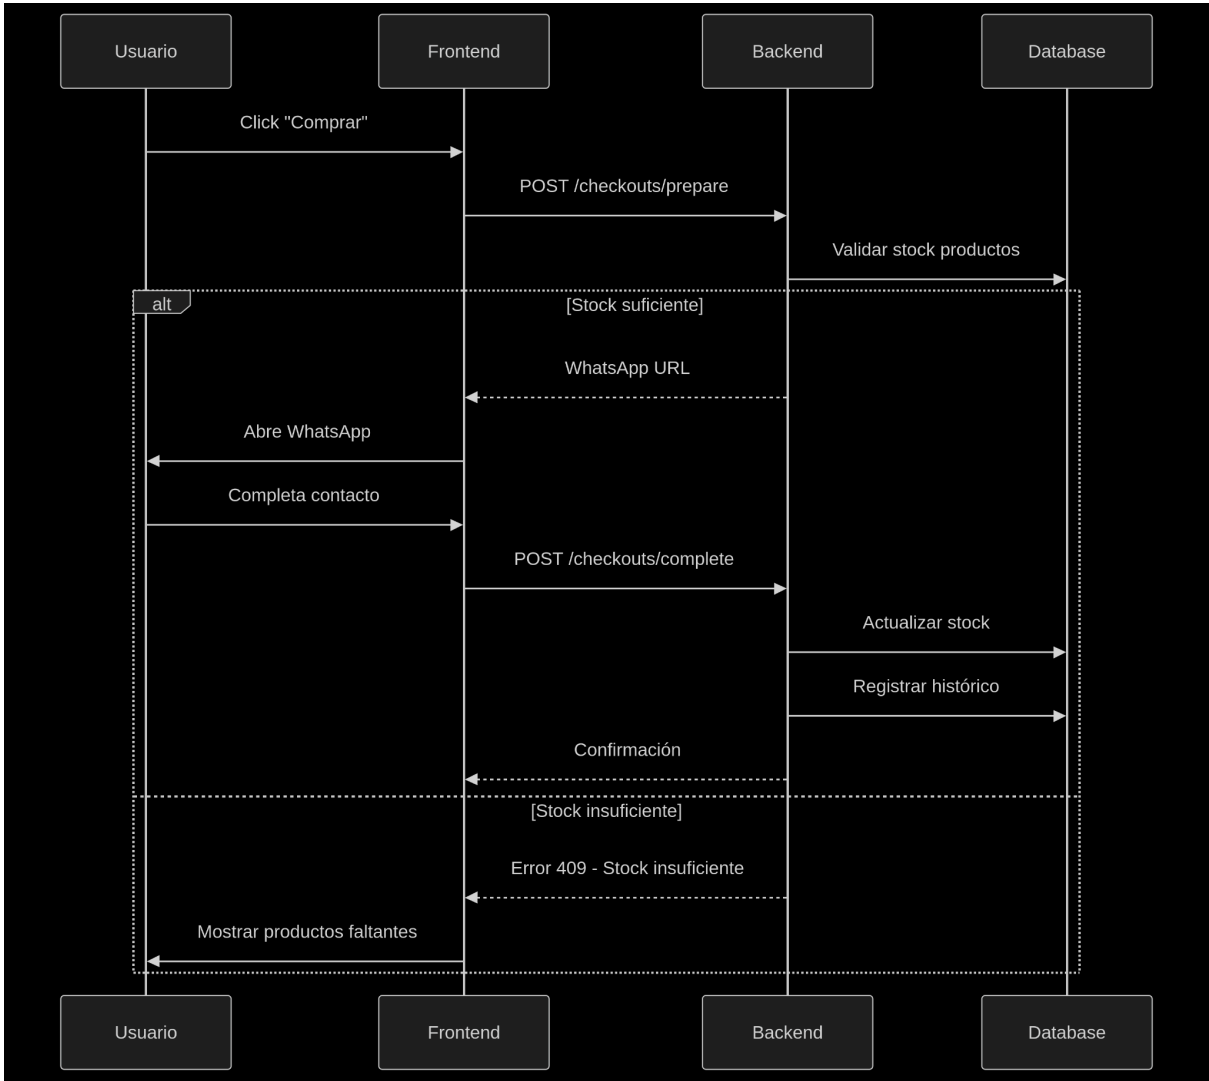 Usuario
Frontend
Backend
Database
Click "Comprar"
POST /checkouts/prepare
Validar stock productos
alt
[Stock suficiente]
WhatsApp URL
Abre WhatsApp
Completa contacto
POST /checkouts/complete
Actualizar stock
Registrar histórico
Confirmación
[Stock insuficiente]
Error 409 - Stock insuficiente
Mostrar productos faltantes
Usuario
Frontend
Backend
Database